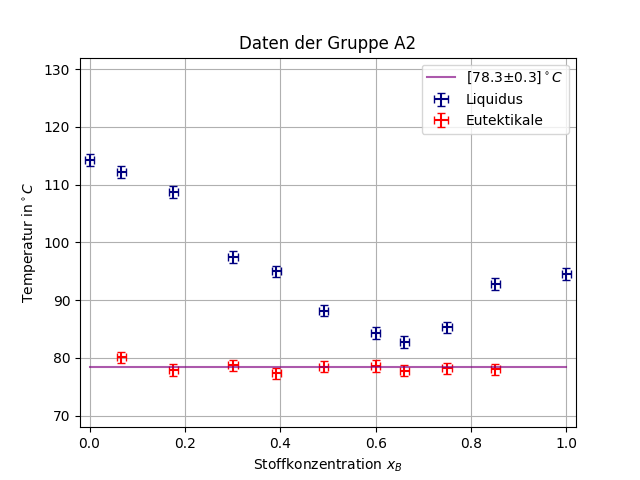 Daten der Gruppe A2
[78.3±0.3]°C
Liquidus
Eutektikale
Temperatur in°C
130
120
110
100
90
80
70
0.0 0.2 0.4 0.6 0.8 1.0
Stoffkonzentration x_B